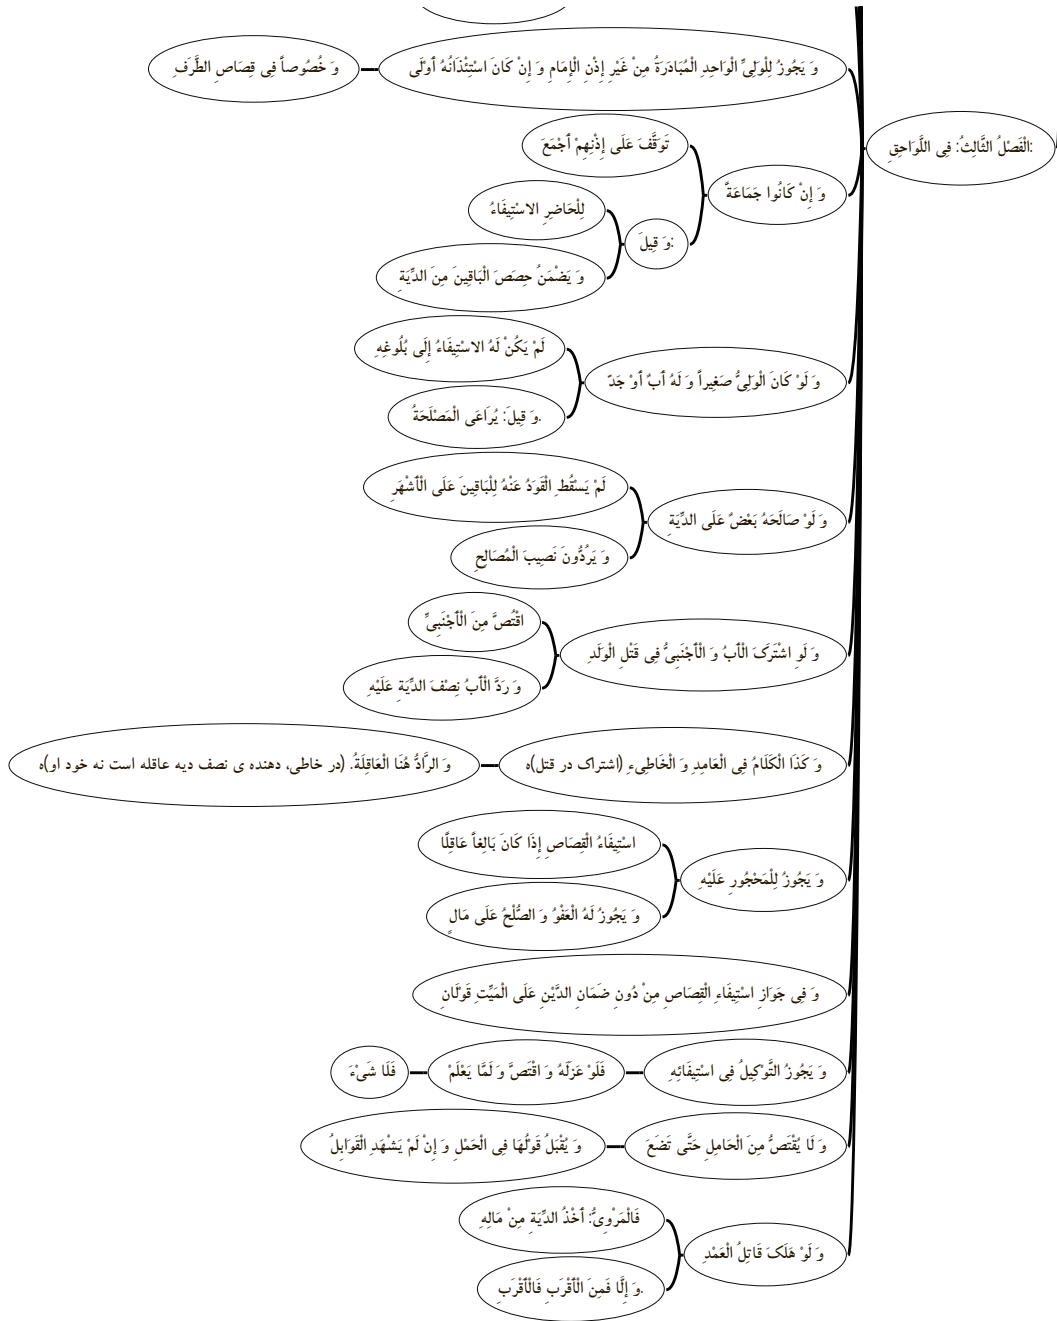 الْفَصْلُ الثَّالِثُ: فِی اللَّوَاحِقِ:
وَ يَجُوزُ لِلْوَلِيِّ الْوَاحِدِ الْمُبَادَرَةُ مِنْ غَيْرِ إِذْنِ الْإِمَامِ وَ إِنْ كَانَ اسْتِئْذَانُهُ أَوْلَى
وَ خُصُوصاً فِی قِصَاصِ الطَّرَفِ
وَ إِنْ كَانُوا جَمَاعَةً
تَوَقَّفَ عَلَى إِذْنِهِمْ أَجْمَعَ
وَ قِيلَ:
لِلْحَاضِرِ الاسْتِيفَاءُ
وَ يَضْمَنُ حِصَصَ الْبَاقِينَ مِنَ الدِّيَةِ
وَ لَوْ كَانَ الْوَلِيُّ صَغِيراً وَ لَهُ أَبٌ أَوْ جَدّ
لَمْ يَكُنْ لَهُ الاسْتِيفَاءُ إِلَى بُلُوغِهِ
وَ قِيلَ: يُرَاعَى الْمَصْلَحَةُ.
وَ لَوْ صَالَحَهُ بَعْضٌ عَلَى الدِّيَةِ
لَمْ يَسْقُطِ الْقَوَدُ عَنْهُ لِلْبَاقِينَ عَلَى الْأَشْهَرِ
وَ يَرُدُّونَ نَصِيبَ الْمُصَالِحِ
وَ لَوِ اشْتَرَکَ الْأَبُ وَ الْأَجْنَبِيُّ فِی قَتْلِ الْوَلَدِ
اقْتُصَّ مِنَ الْأَجْنَبِيِّ
وَ رَدَّ الْأَبُ نِصْفَ الدِّيَةِ عَلَيْهِ
وَ كَذَا الْكَلَامُ فِی الْعَامِدِ وَ الْخَاطِیءِ (اشتراک در قتل)ه
وَ الرَّادُّ هُنَا الْعَاقِلَةُ. (در خاطی، دهنده ی نصف دیه عاقله است نه خود او)ه
وَ يَجُوزُ لِلْمَحْجُورِ عَلَيْهِ
اسْتِيفَاءُ الْقِصَاصِ إِذَا كَانَ بَالِغاً عَاقِلًا
وَ يَجُوزُ لَهُ الْعَفْوُ وَ الصُّلْحُ عَلَى مَالٍ
وَ فِی جَوَازِ اسْتِيفَاءِ الْقِصَاصِ مِنْ دُونِ ضَمَانِ الدَّيْنِ عَلَى الْمَيِّتِ قَوْلَانِ
وَ يَجُوزُ التَّوْكِيلُ فِی اسْتِيفَائِهِ
فَلَوْ عَزَلَهُ وَ اقْتَصَّ وَ لَمَّا يَعْلَمْ
فَلَا شَیْءَ
وَ لَا يُقْتَصُّ مِنَ الْحَامِلِ حَتَّى تَضَعَ
وَ يُقْبَلُ قَوْلُهَا فِی الْحَمْلِ وَ إِنْ لَمْ يَشْهَدِ الْقَوَابِلُ
وَ لَوْ هَلَکَ قَاتِلُ الْعَمْدِ
فَالْمَرْوِيُّ: أَخْذُ الدِّيَةِ مِنْ مَالِهِ
وَ إِلَّا فَمِنَ الْأَقْرَبِ فَالْأَقْرَبِ.